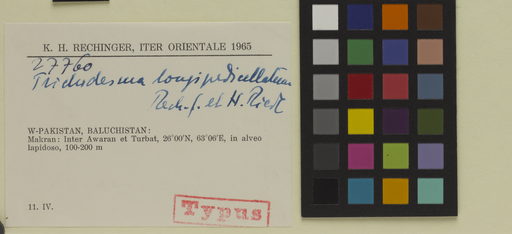 K. H. RECHINGER, ITER ORIENTALE 1965
27760
Trichodesma longipedicellatum
Rech. f. et H. Riedl
W-PAKISTAN, BALUCHISTAN:
Makran: Inter Awaran et Turbat, 26°00'N, 63°06'E, in alveo
lapidoso, 100-200 m
11. IV.
Typus